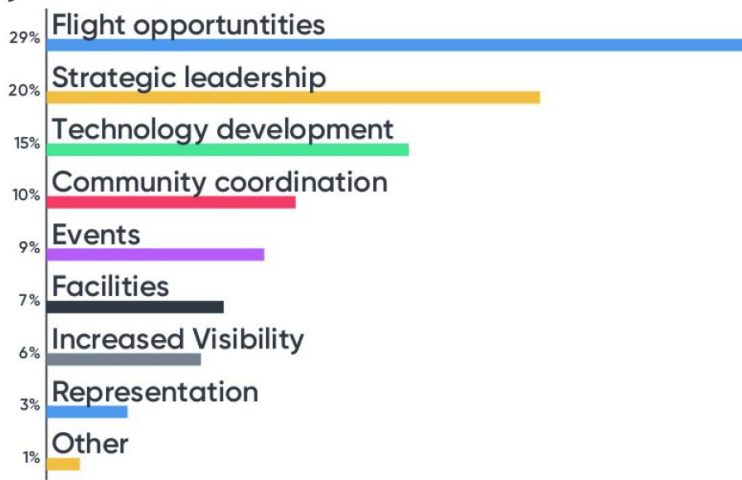 Flight opportuntities
29%
Strategic leadership
20%
Technology development
15%
Community coordination
10%
Events
9%
Facilities
7%
Increased Visibility
6%
Representation
3%
Other
1%